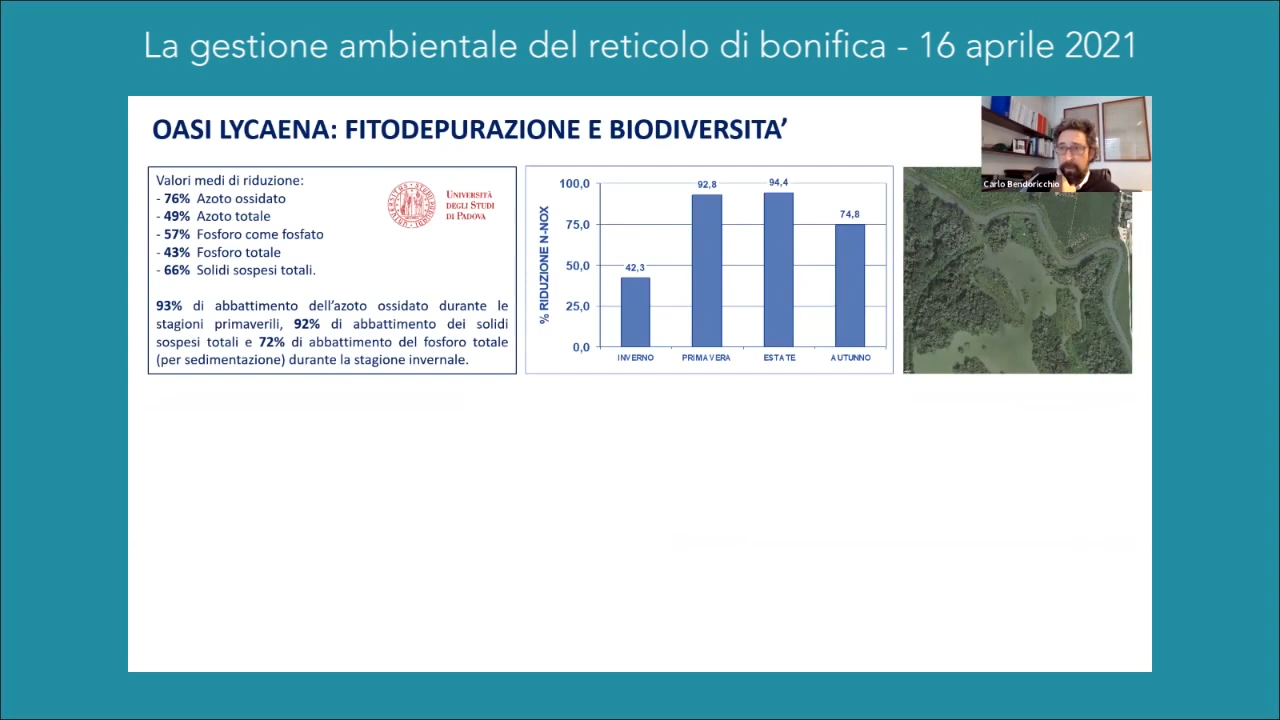 La gestione ambientale del reticolo di bonifica - 16 aprile 2021
OASI LYCAENA: FITODEPURAZIONE E BIODIVERSITA'
Carlo Bendoricchio
Valori medi di riduzione:
- 76% Azoto ossidato
- 49% Azoto totale
- 57% Fosforo come fosfato
- 43% Fosforo totale
- 66% Solidi sospesi totali.
UNIVERSITÀ
DEGLI STUDI
DI PADOVA
93% di abbattimento dell'azoto ossidato durante le
stagioni primaverili, 92% di abbattimento dei solidi
sospesi totali e 72% di abbattimento del fosforo totale
(per sedimentazione) durante la stagione invernale.
% RIDUZIONE N-NOX
100,0
75,0
50,0
25,0
0,0
42,3
92,8
94,4
74,8
INVERNO
PRIMAVERA
ESTATE
AUTUNNO